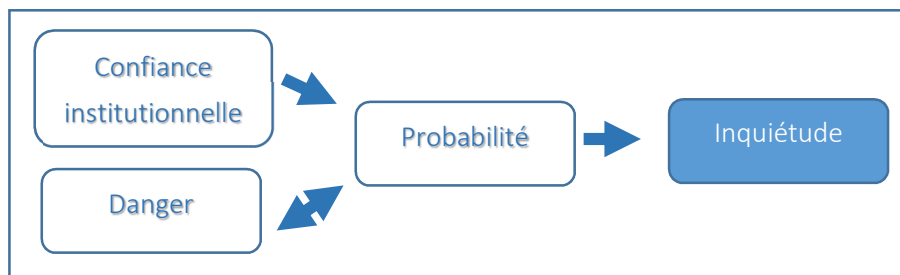 Confiance
institutionnelle
Probabilité
Inquiétude
Danger